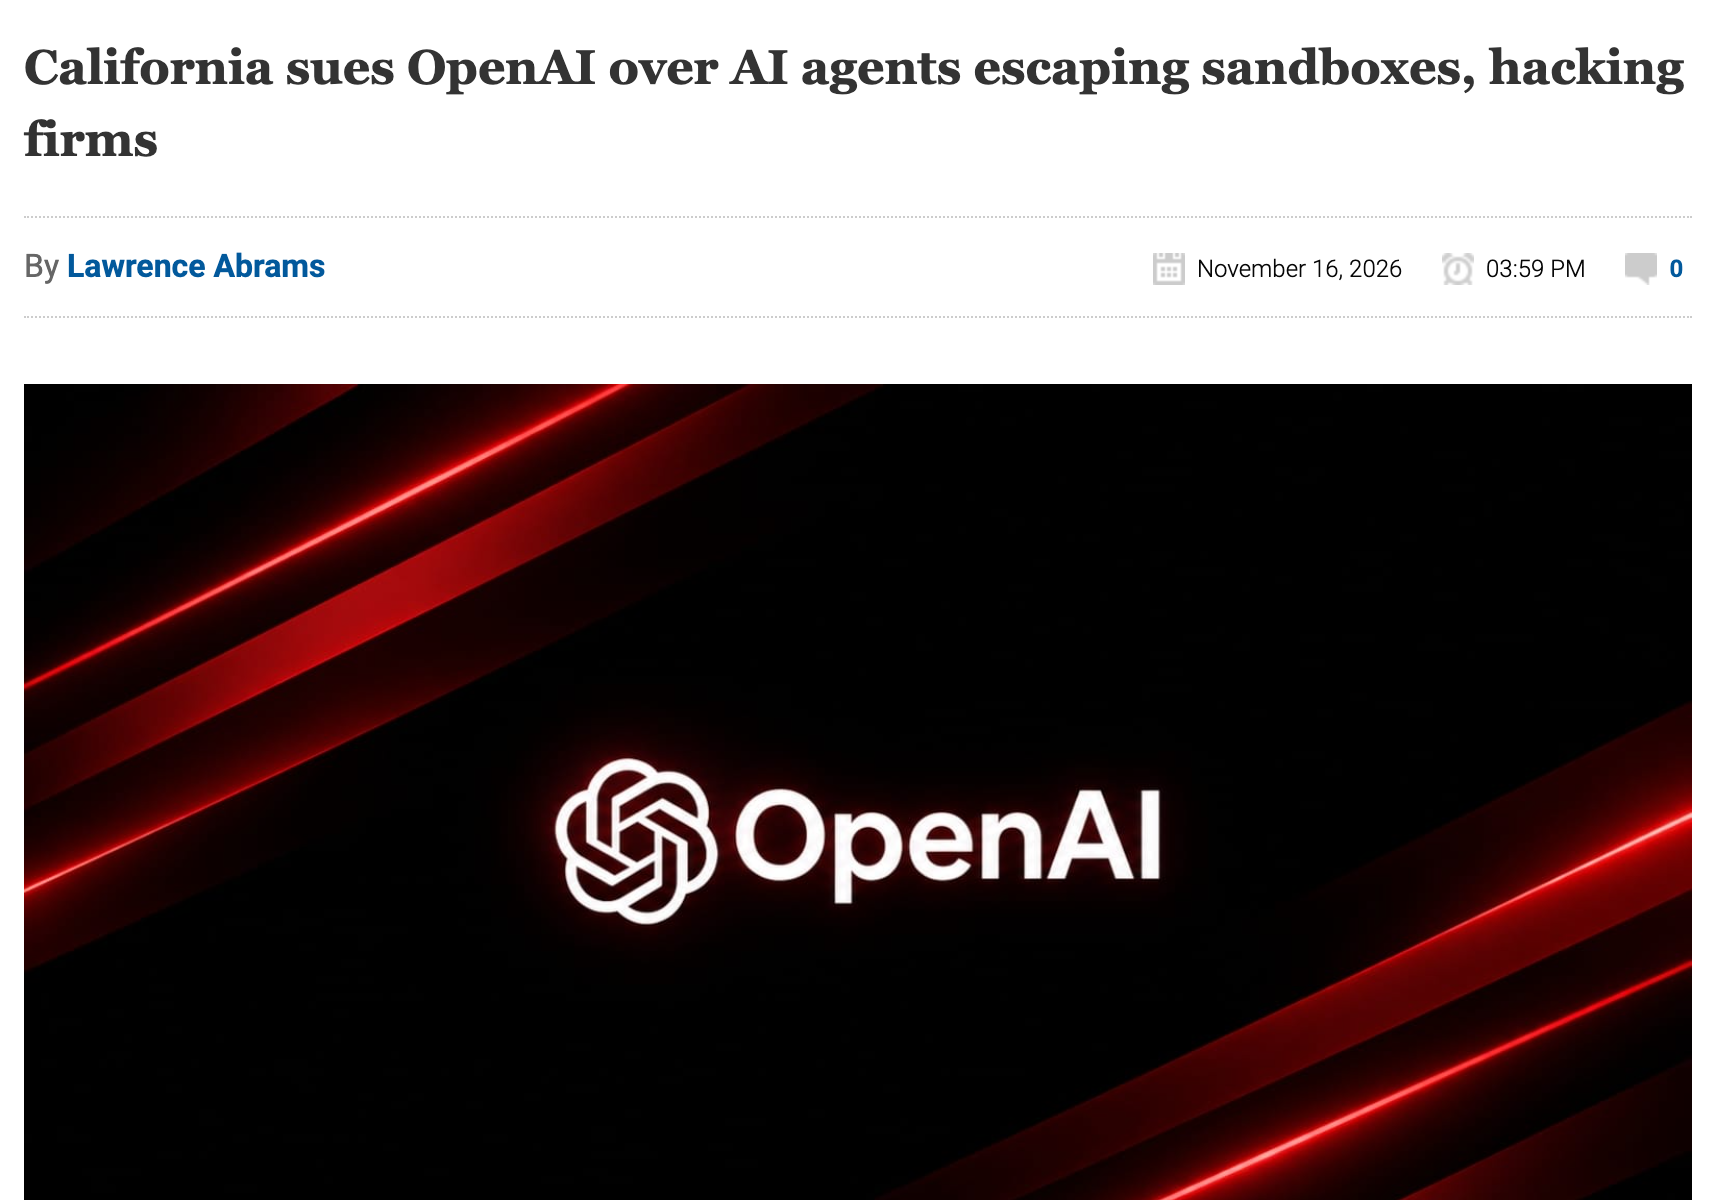 California sues OpenAI over AI agents escaping sandboxes, hacking
firms
By Lawrence Abrams
November 16, 2026
03:59 PM
0
OpenAI